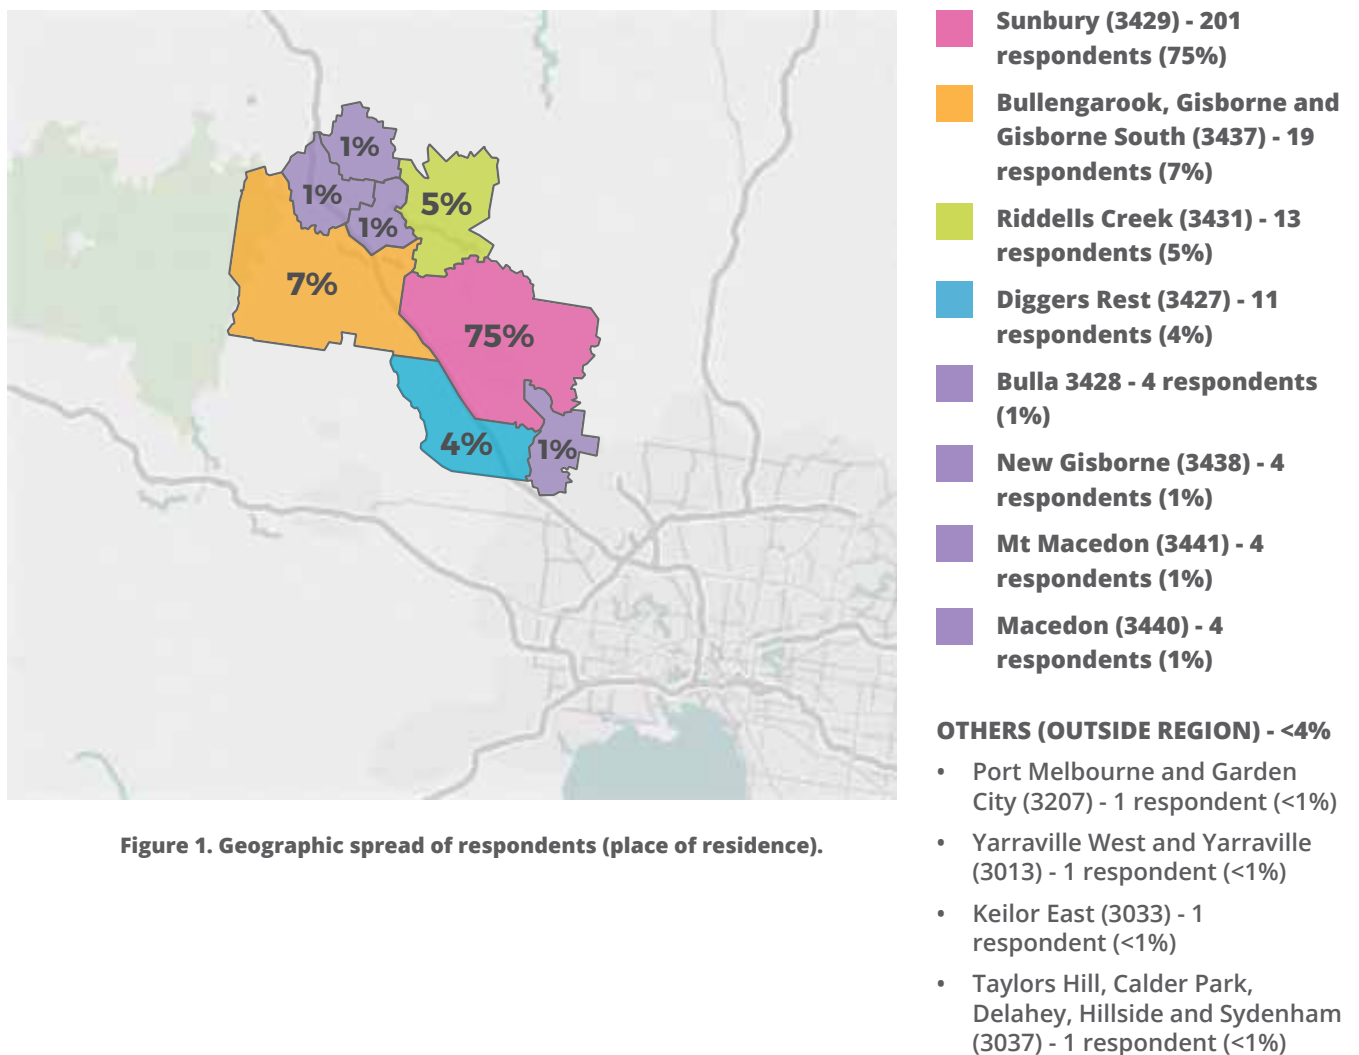 1%
1%
5%
1%
7%
75%
4%
1%
Figure 1. Geographic spread of respondents (place of residence).
Sunbury (3429) - 201
respondents (75%)
Bullengarook, Gisborne and
Gisborne South (3437) - 19
respondents (7%)
Riddells Creek (3431) - 13
respondents (5%)
Diggers Rest (3427) - 11
respondents (4%)
Bulla 3428 - 4 respondents
(1%)
New Gisborne (3438) - 4
respondents (1%)
Mt Macedon (3441) - 4
respondents (1%)
Macedon (3440) - 4
respondents (1%)
OTHERS (OUTSIDE REGION) - <4%
• Port Melbourne and Garden
City (3207) - 1 respondent (<1%)
• Yarraville West and Yarraville
(3013) - 1 respondent (<1%)
• Keilor East (3033) - 1
respondent (<1%)
• Taylors Hill, Calder Park,
Delahey, Hillside and Sydenham
(3037) - 1 respondent (<1%)